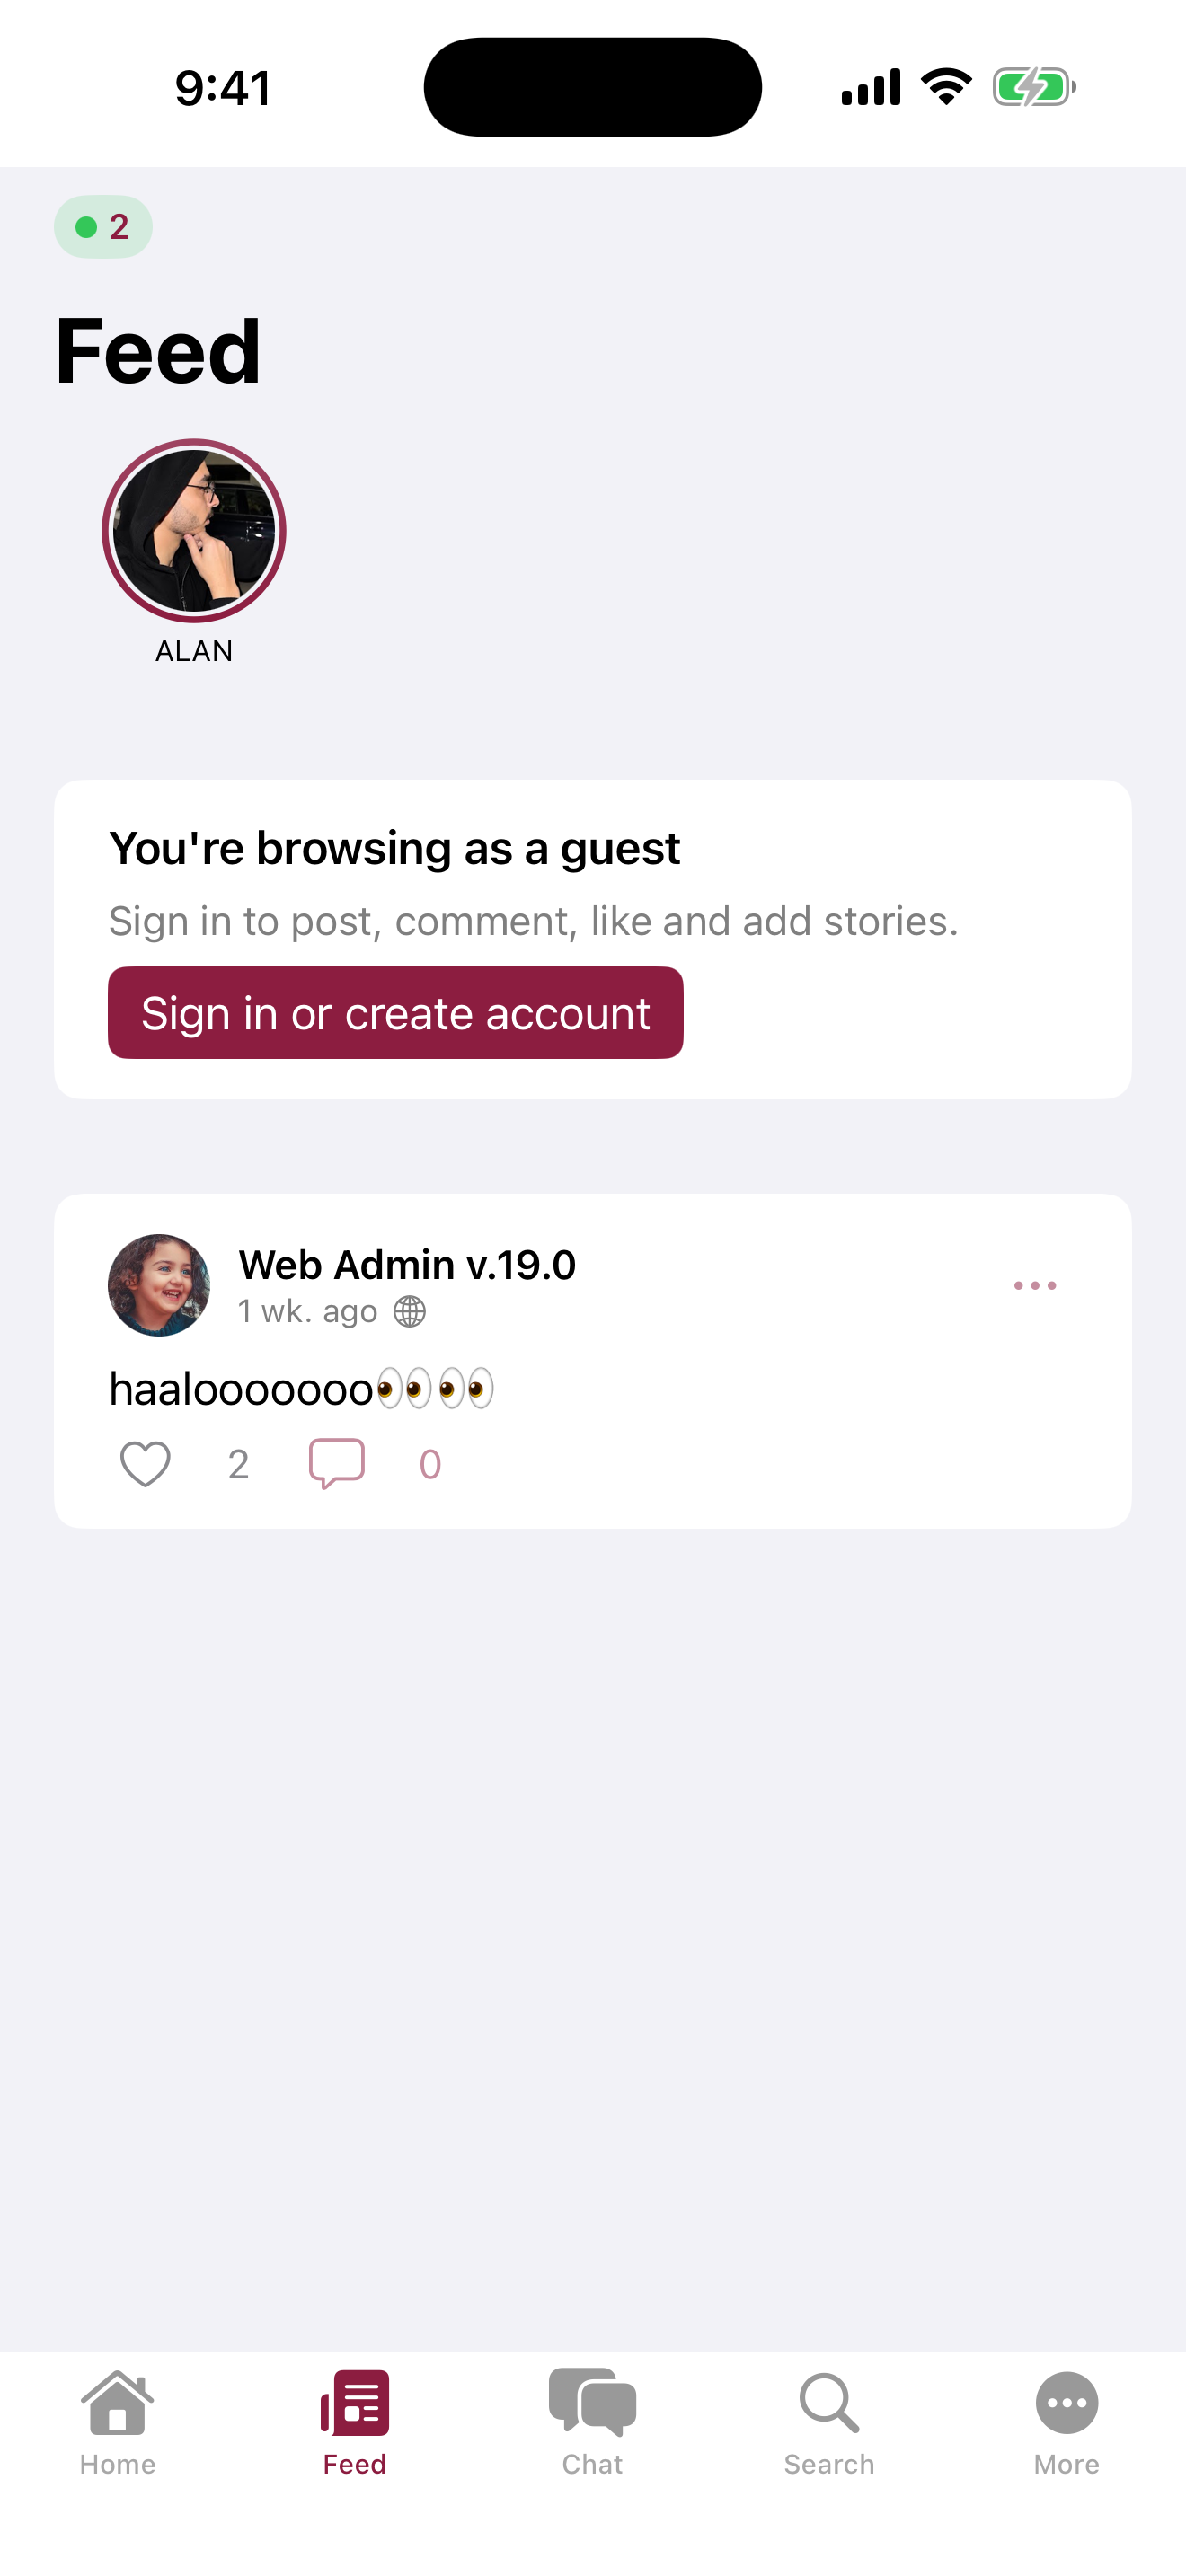 9:41
2
Feed
ALAN
You're browsing as a guest
Sign in to post, comment, like and add stories.
Sign in or create account
Web Admin v.19.0
1 wk. ago
haalooooooo👀👀
2 0
Home Feed Chat Search More